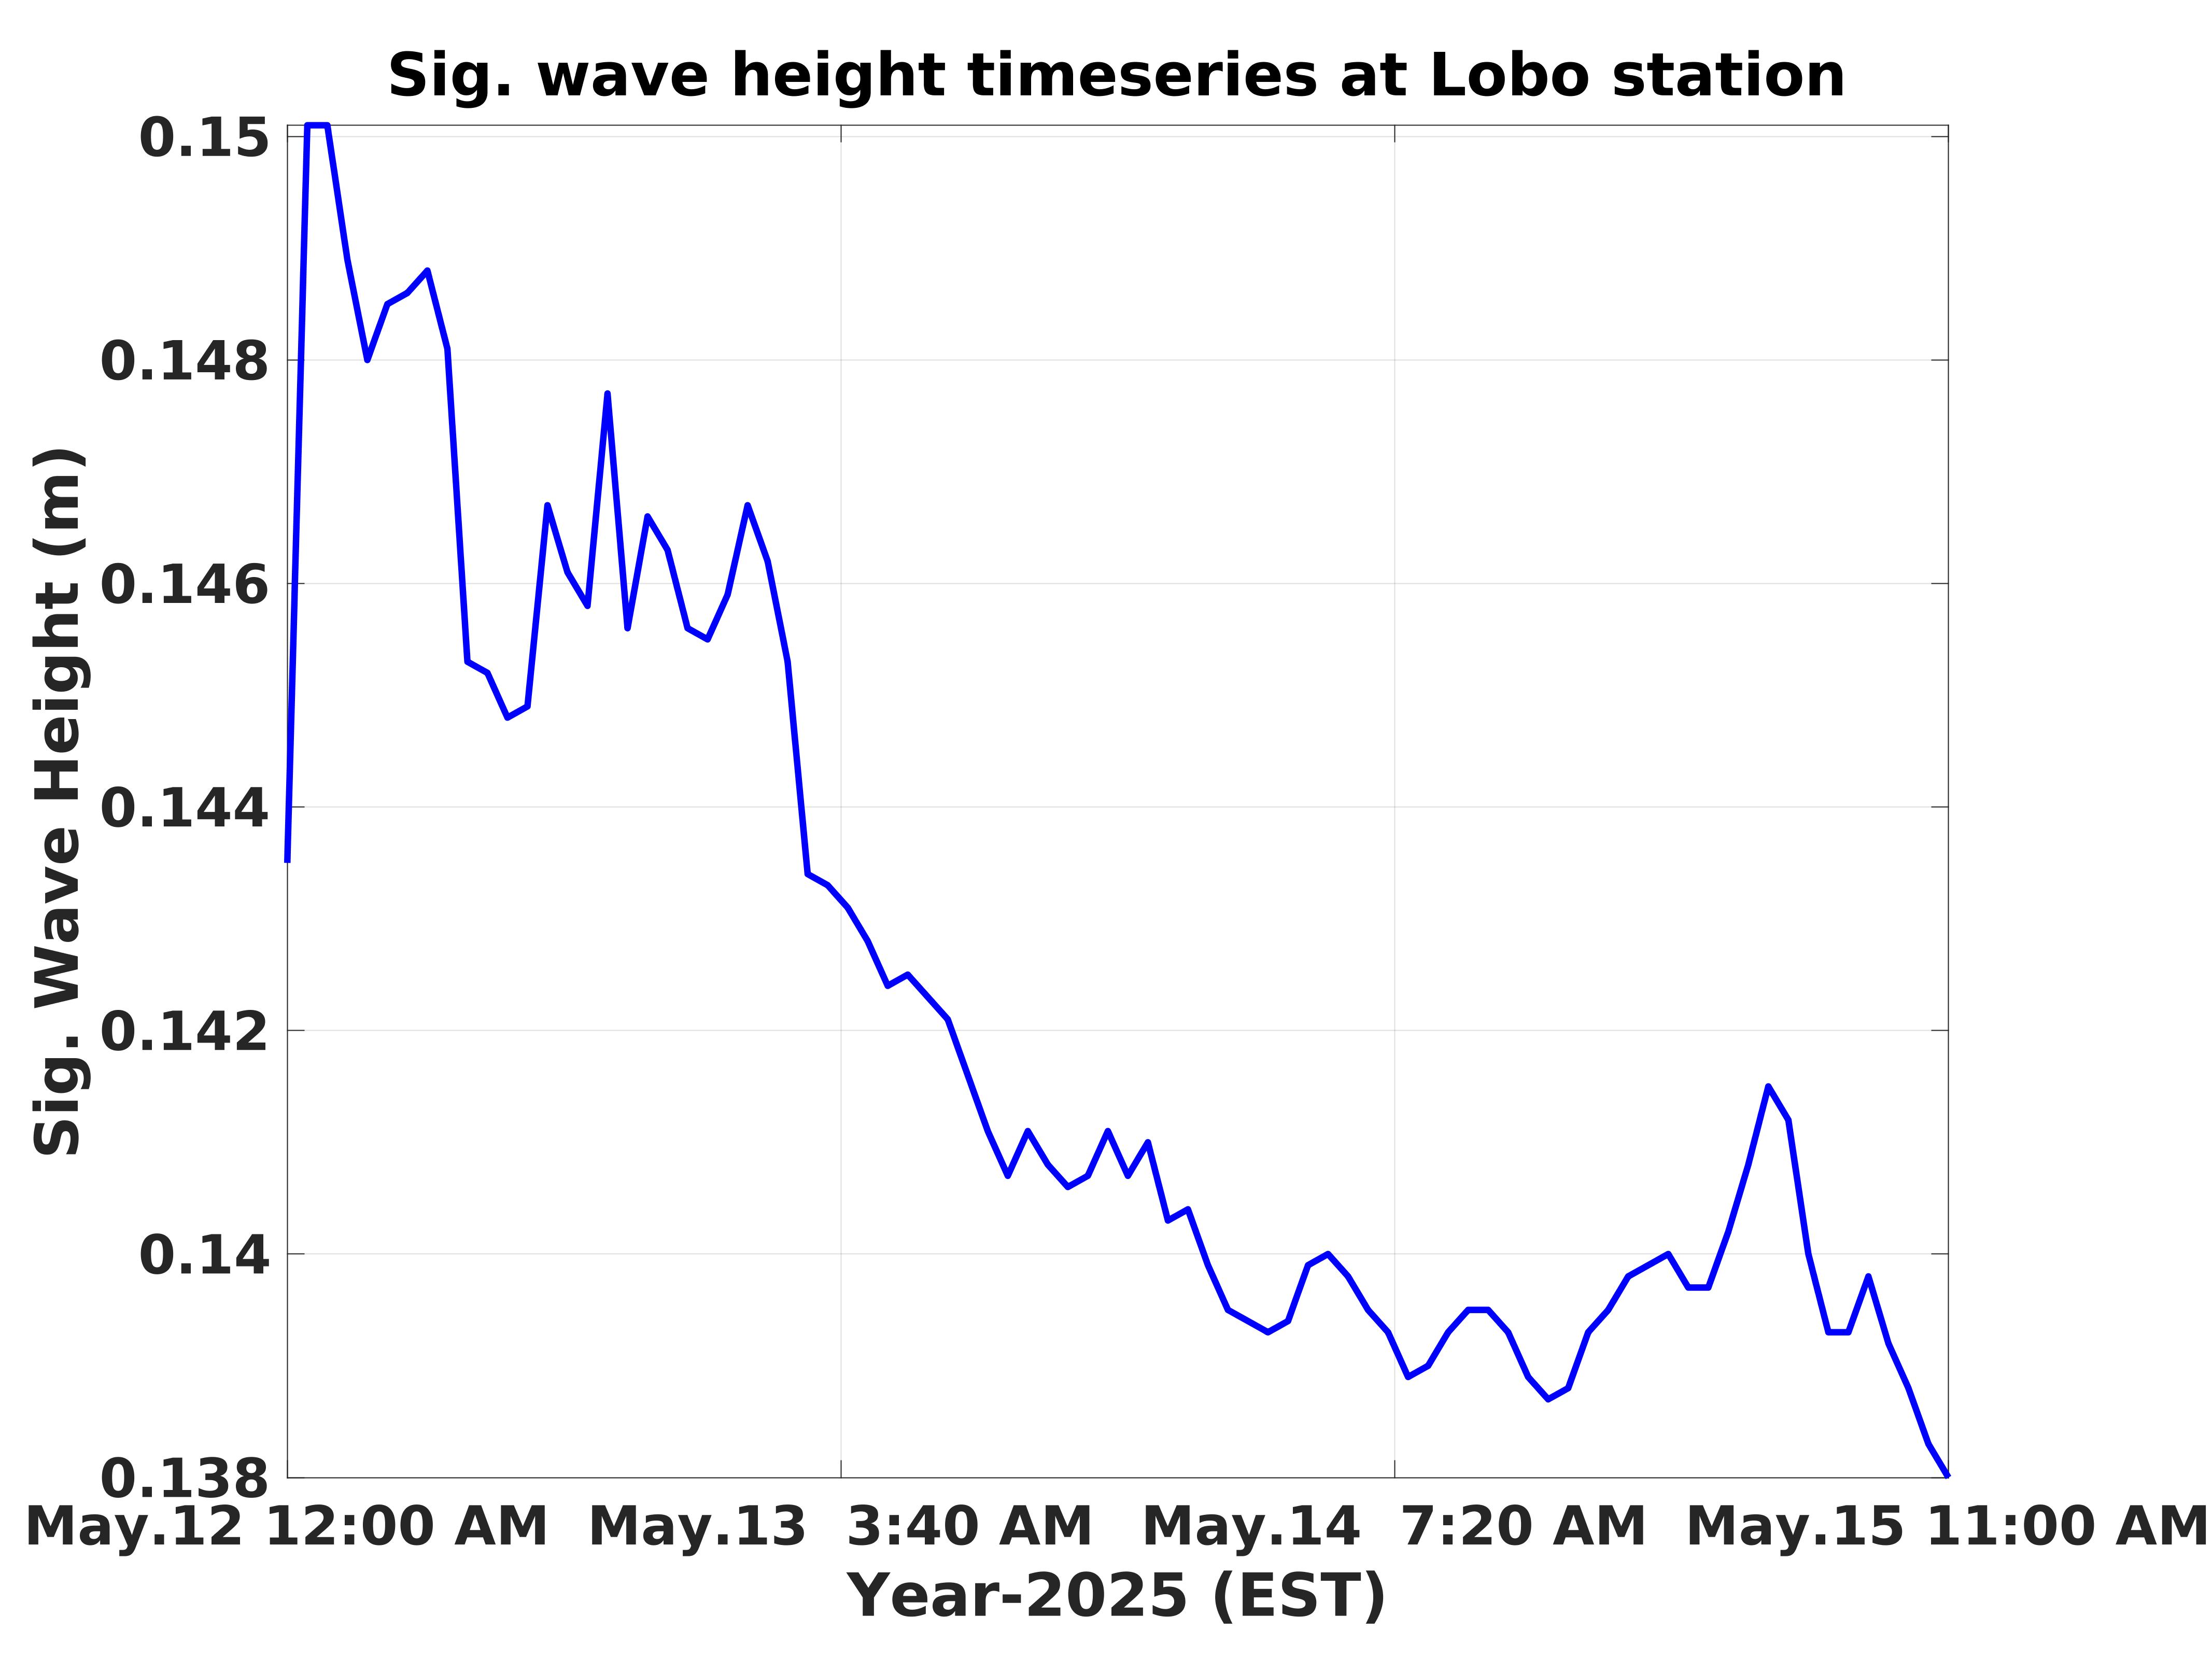 Sig. wave height timeseries at Lobo station
Sig. Wave Height (m)
0.15
0.148
0.146
0.144
0.142
0.14
0.138
May.12 12:00 AM May.13 3:40 AM May.14 7:20 AM May.15 11:00 AM
Year-2025 (EST)